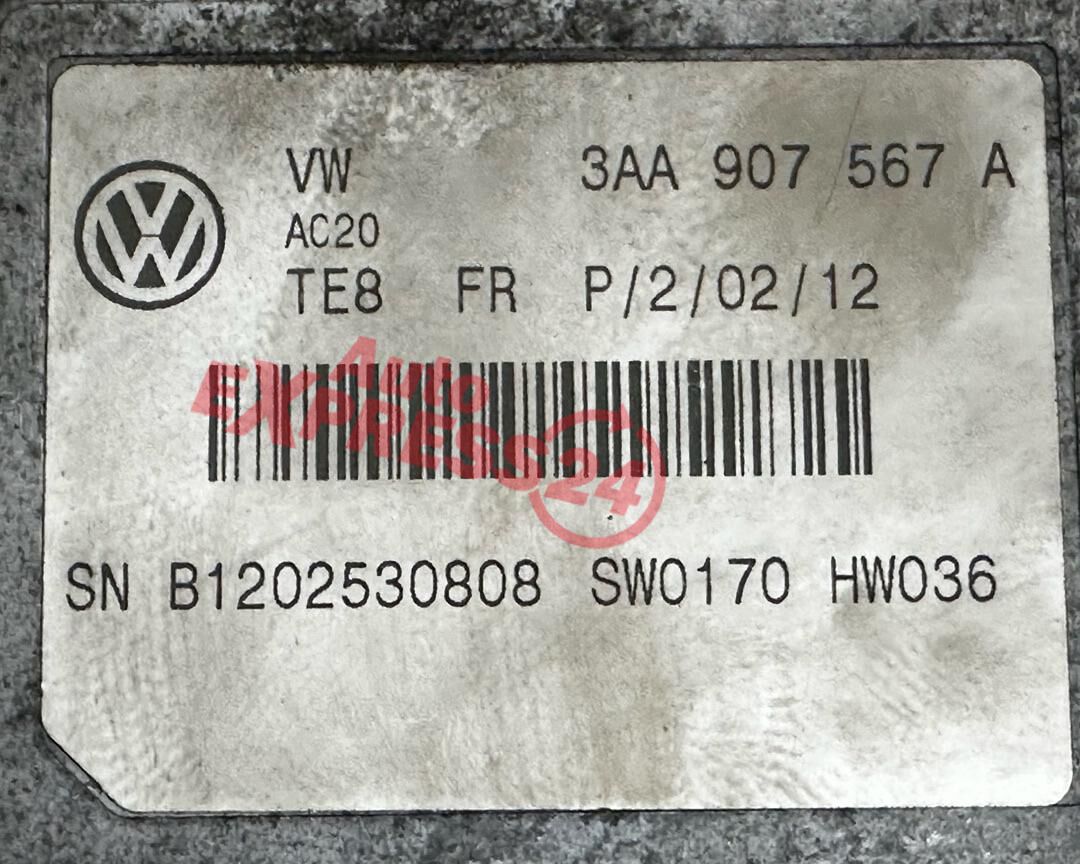 VW 3AA 907 567 A
AC20
TE8 FR P/2/02/12
Auto
EXPRESS24
SN B1202530808 SW0170 HW036